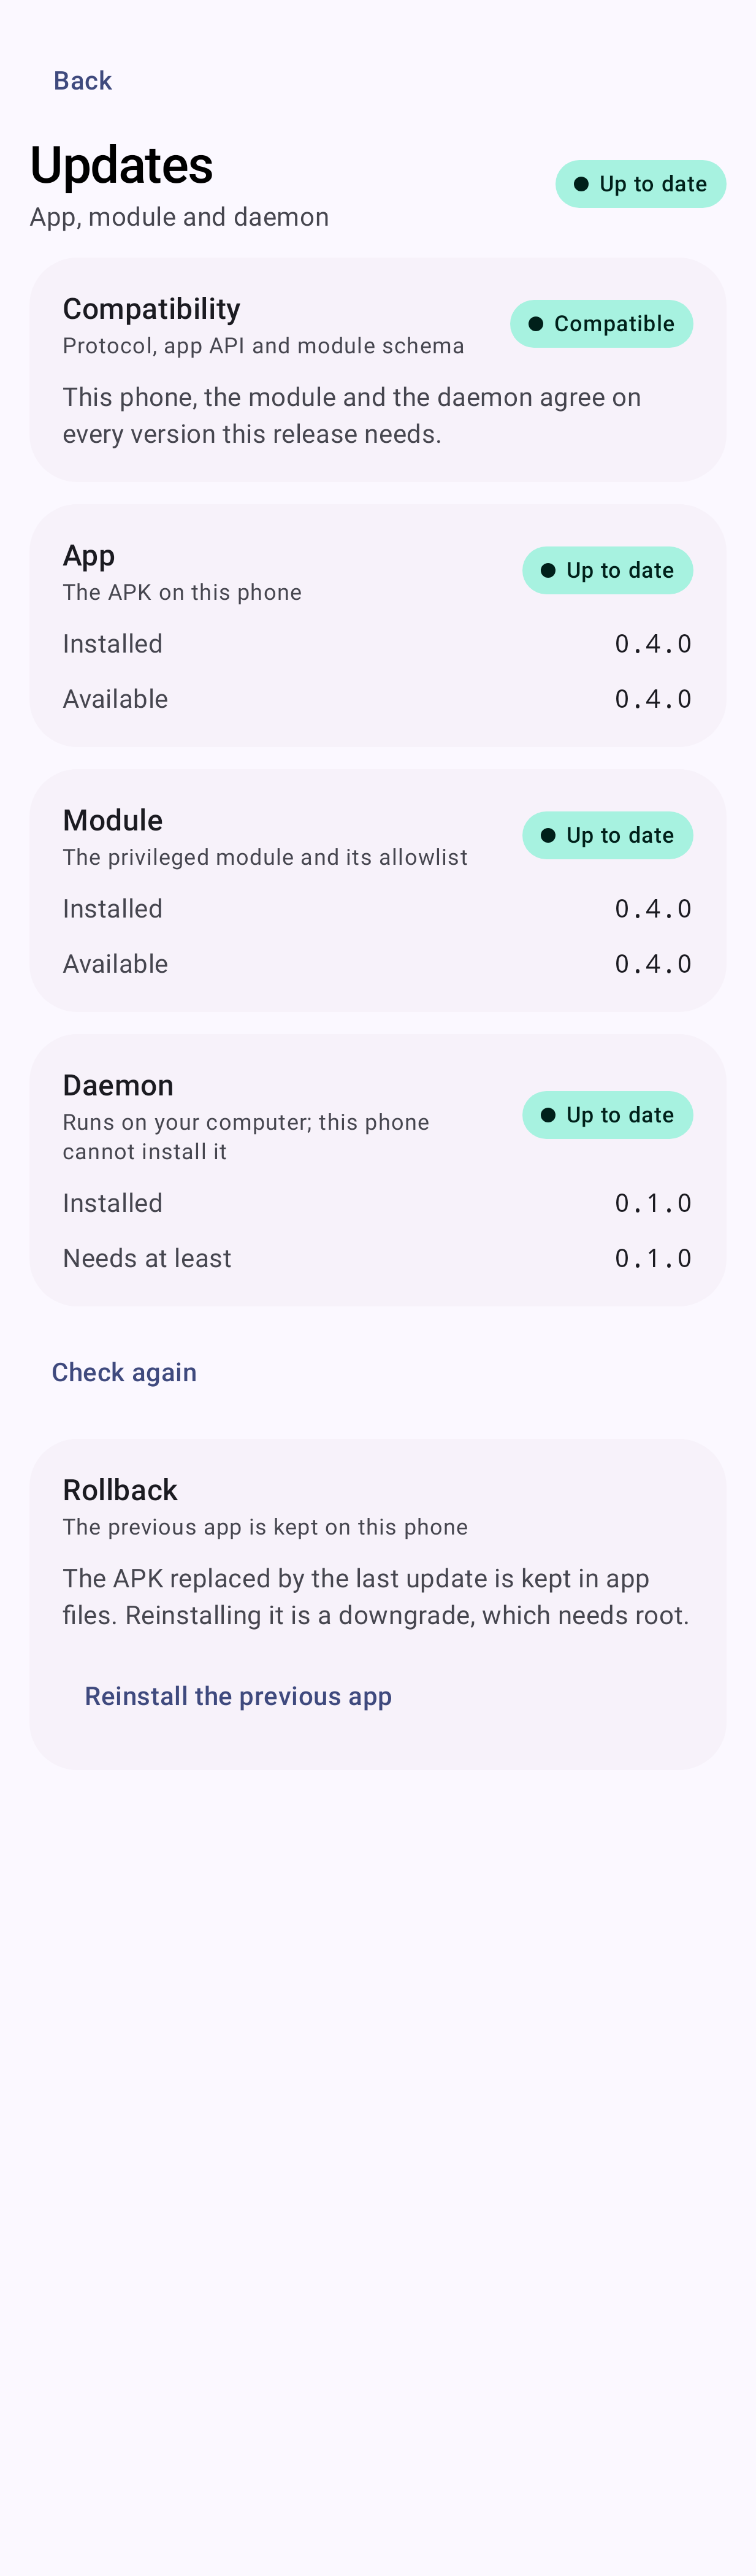 Back
Updates
App, module and daemon
Up to date
Compatibility
Protocol, app API and module schema
Compatible
This phone, the module and the daemon agree on
every version this release needs.
App
The APK on this phone
Up to date
Installed 0.4.0
Available 0.4.0
Module
The privileged module and its allowlist
Up to date
Installed 0.4.0
Available 0.4.0
Daemon
Runs on your computer; this phone
cannot install it
Up to date
Installed 0.1.0
Needs at least 0.1.0
Check again
Rollback
The previous app is kept on this phone
The APK replaced by the last update is kept in app
files. Reinstalling it is a downgrade, which needs root.
Reinstall the previous app